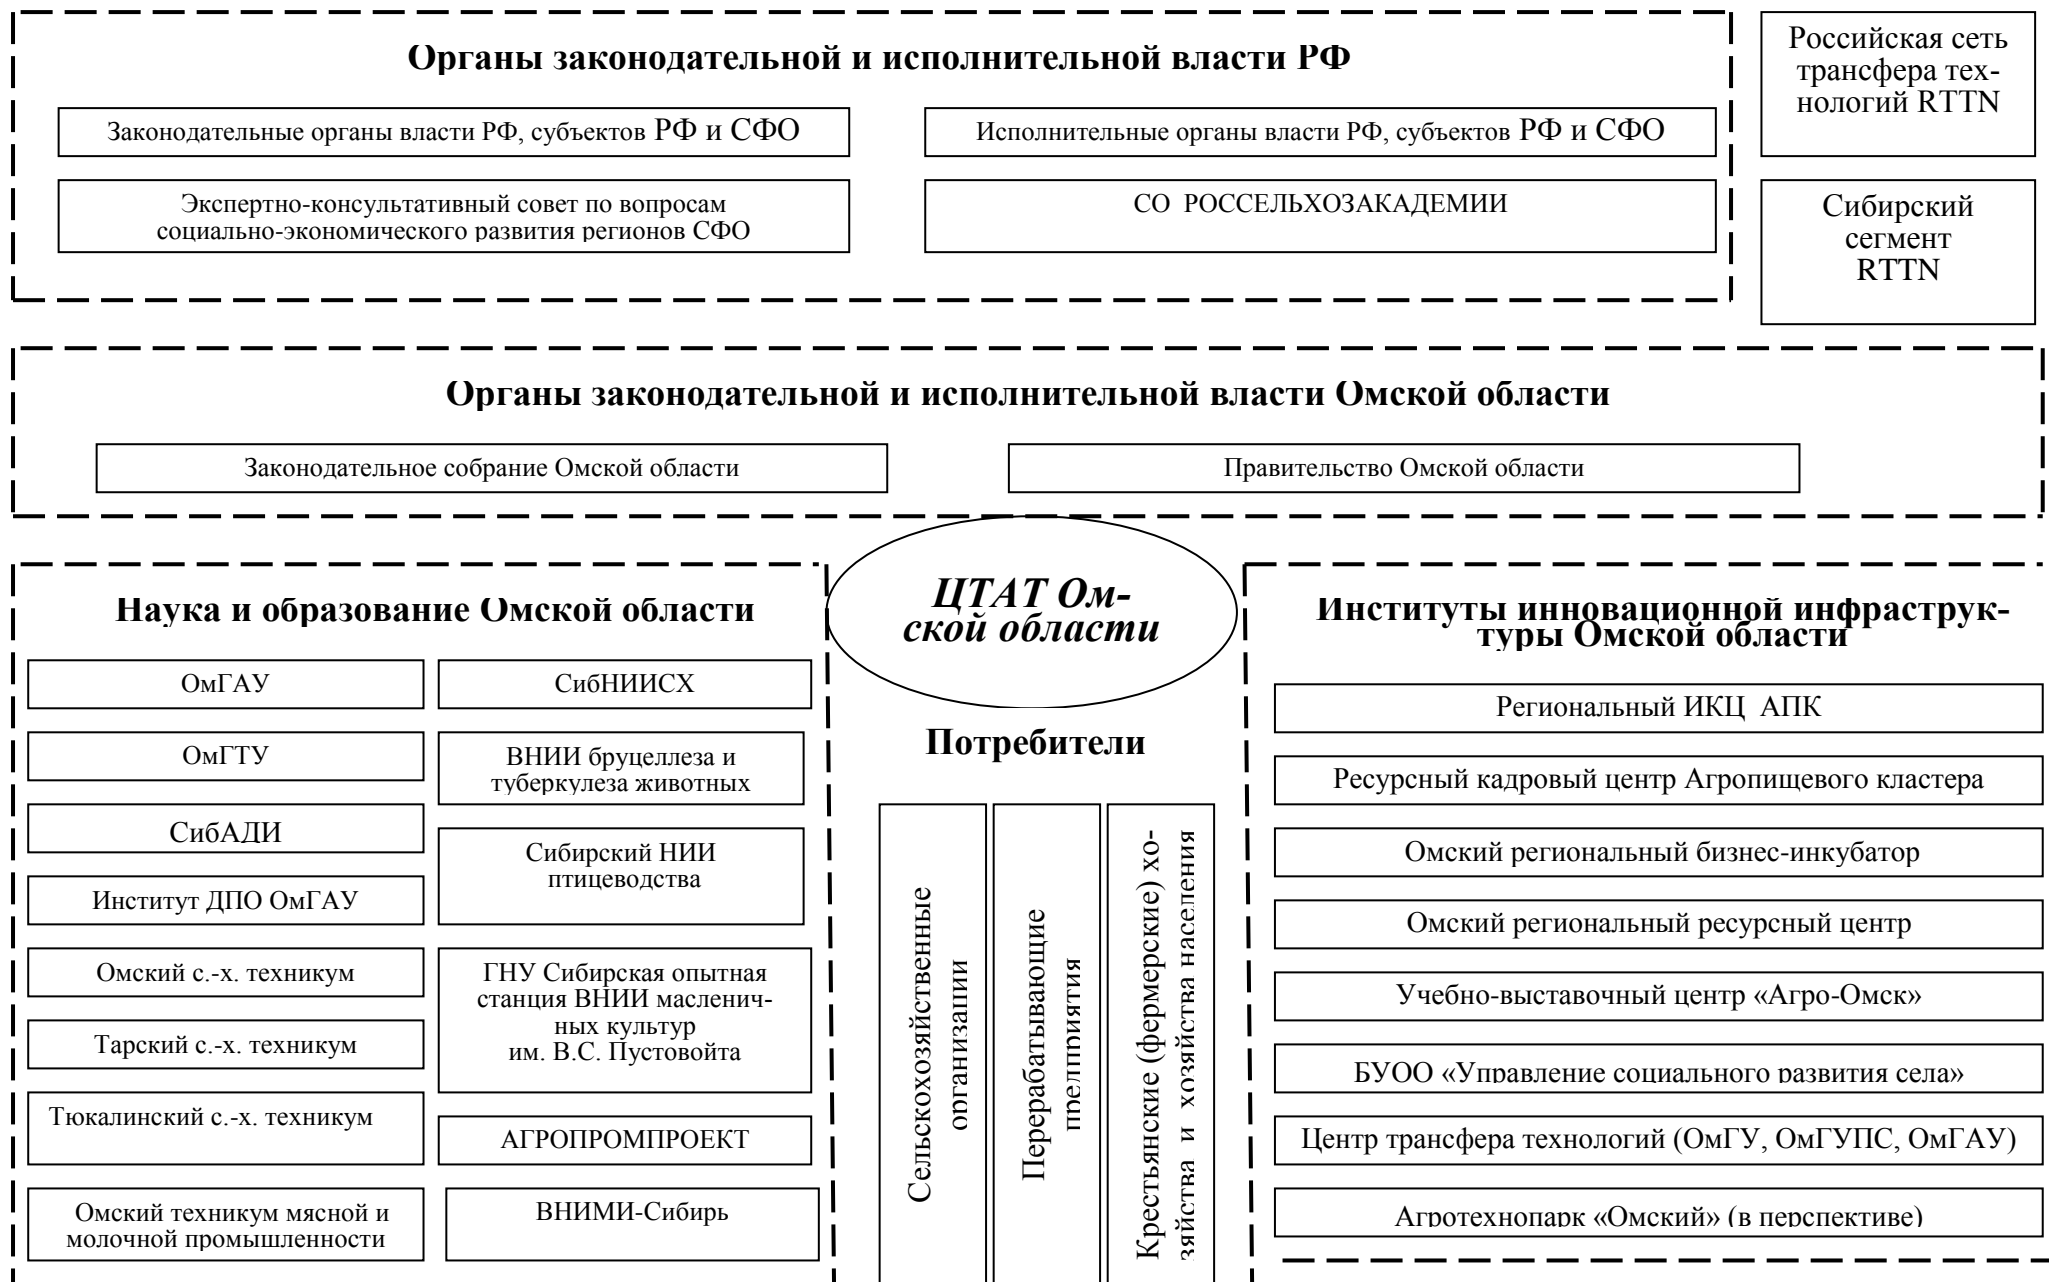 Органы законодательной и исполнительной власти РФ
Законодательные органы власти РФ, субъектов РФ и СФО
Исполнительные органы власти РФ, субъектов РФ и СФО
Экспертно-консультативный совет по вопросам
социально-экономического развития регионов СФО
СО РОССЕЛЬХОЗАКАДЕМИИ
Российская сеть
трансфера тех-
нологий RTTN
Сибирский
сегмент
RTTN
Органы законодательной и исполнительной власти Омской области
Законодательное собрание Омской области
Правительство Омской области
Наука и образование Омской области
ОмГАУ
ОмГТУ
СибАДИ
Институт ДПО ОмГАУ
Омский с.-х. техникум
Тарский с.-х. техникум
Тюкалинский с.-х. техникум
Омский техникум мясной и
молочной промышленности
СибНИИСХ
ВНИИ бруцеллеза и
туберкулеза животных
Сибирский НИИ
птицеводства
ГНУ Сибирская опытная
станция ВНИИ масленич-
ных культур
им. В.С. Пустовойта
АГРОПРОМПРОЕКТ
ВНИМИ-Сибирь
ЦТАТ Ом-
ской области
Потребители
Сельскохозяйственные
организации
Перерабатывающие
предприятия
Крестьянские (фермерские) хо-
зяйства и хозяйства населения
Институты инновационной инфраструк-
туры Омской области
Региональный ИКЦ АПК
Ресурсный кадровый центр Агропищевого кластера
Омский региональный бизнес-инкубатор
Омский региональный ресурсный центр
Учебно-выставочный центр «Агро-Омск»
БУОО «Управление социального развития села»
Центр трансфера технологий (ОмГУ, ОмГУПС, ОмГАУ)
Агротехнопарк «Омский» (в перспективе)